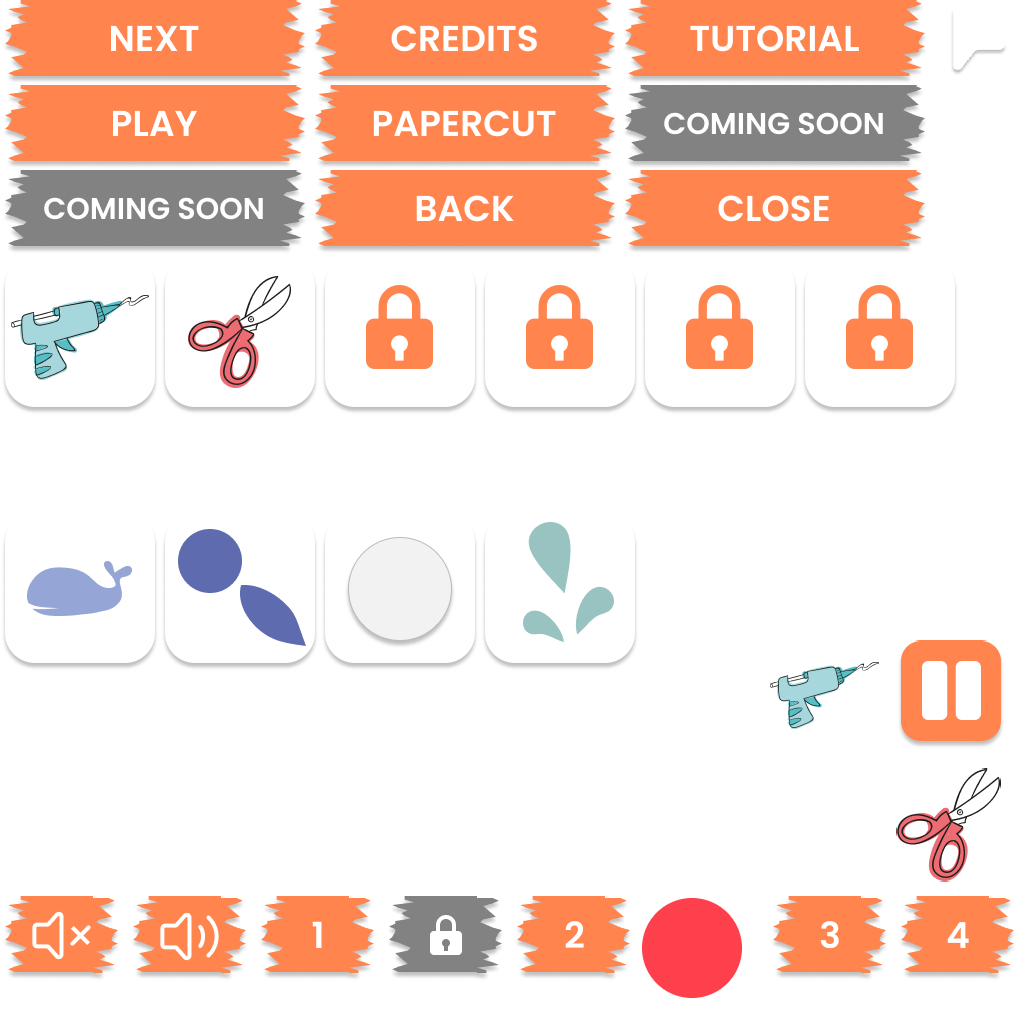 NEXT
CREDITS
TUTORIAL
PLAY
PAPERCUT
COMING SOON
COMING SOON
BACK
CLOSE
1
2
3
4